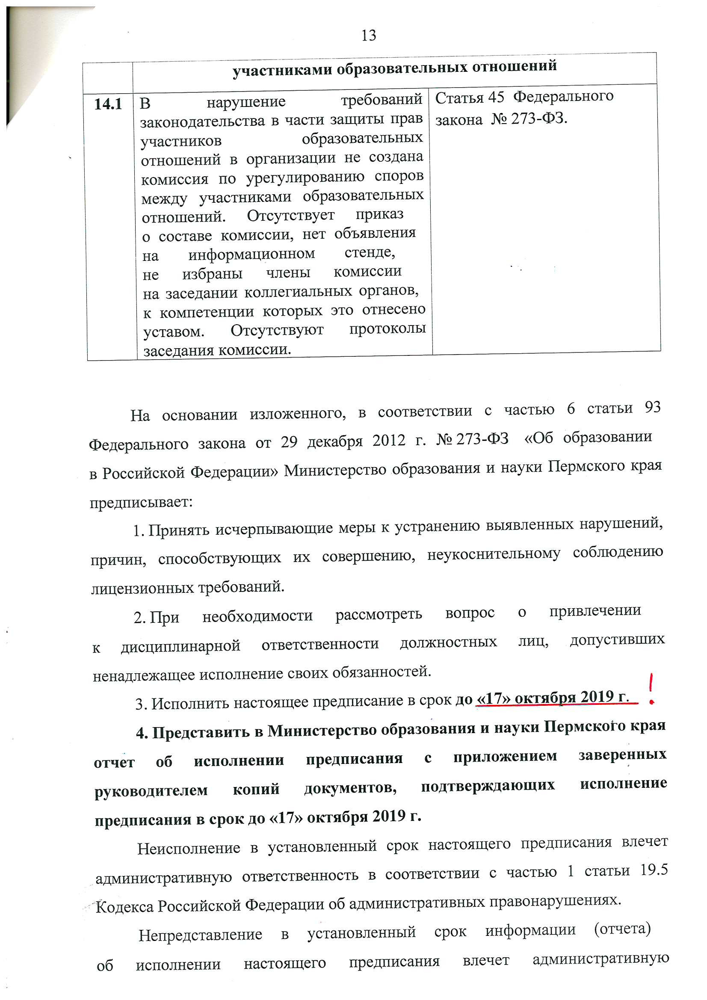 13
участниками образовательных отношений
14.1
В нарушение требований
законодательства в части защиты прав
участников образовательных
отношений в организации не создана
комиссия по урегулированию споров
между участниками образовательных
отношений. Отсутствует приказ
о составе комиссии, нет объявления
на информационном стенде,
не избраны члены комиссии
на заседании коллегиальных органов,
к компетенции которых это отнесено
уставом. Отсутствуют протоколы
заседания комиссии.
Статья 45 Федерального
закона № 273-ФЗ.
На основании изложенного, в соответствии с частью 6 статьи 93
Федерального закона от 29 декабря 2012 г. № 273-ФЗ «Об образовании
в Российской Федерации» Министерство образования и науки Пермского края
предписывает:
1. Принять исчерпывающие меры к устранению выявленных нарушений,
причин, способствующих их совершению, неукоснительному соблюдению
лицензионных требований.
2. При необходимости рассмотреть вопрос о привлечении
к дисциплинарной ответственности должностных лиц, допустивших
ненадлежащее исполнение своих обязанностей.
3. Исполнить настоящее предписание в срок до «17» октября 2019 г. !
4. Представить в Министерство образования и науки Пермского края
отчет об исполнении предписания с приложением заверенных
руководителем копий документов, подтверждающих исполнение
предписания в срок до «17» октября 2019 г.
Неисполнение в установленный срок настоящего предписания влечет
административную ответственность в соответствии с частью 1 статьи 19.5
Кодекса Российской Федерации об административных правонарушениях.
Непредставление в установленный срок информации (отчета)
об исполнении настоящего предписания влечет административную